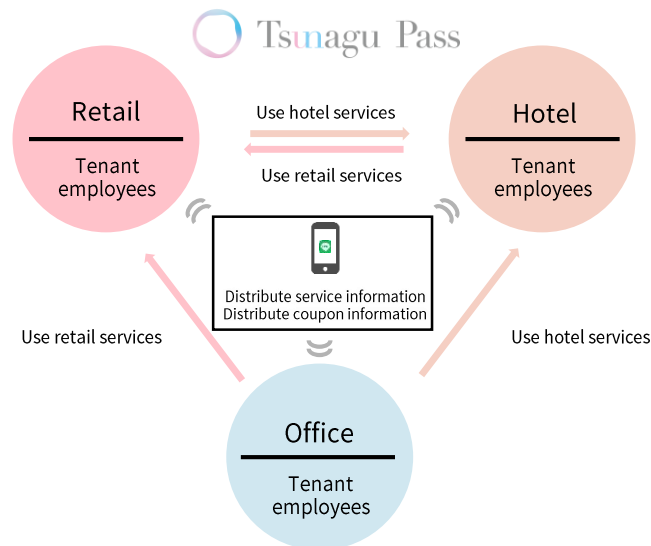 Tsunagu Pass
Retail
Tenant
employees
Use hotel services
Use retail services
Hotel
Tenant
employees
LINE
Distribute service information
Distribute coupon information
Use retail services
Use hotel services
Office
Tenant
employees